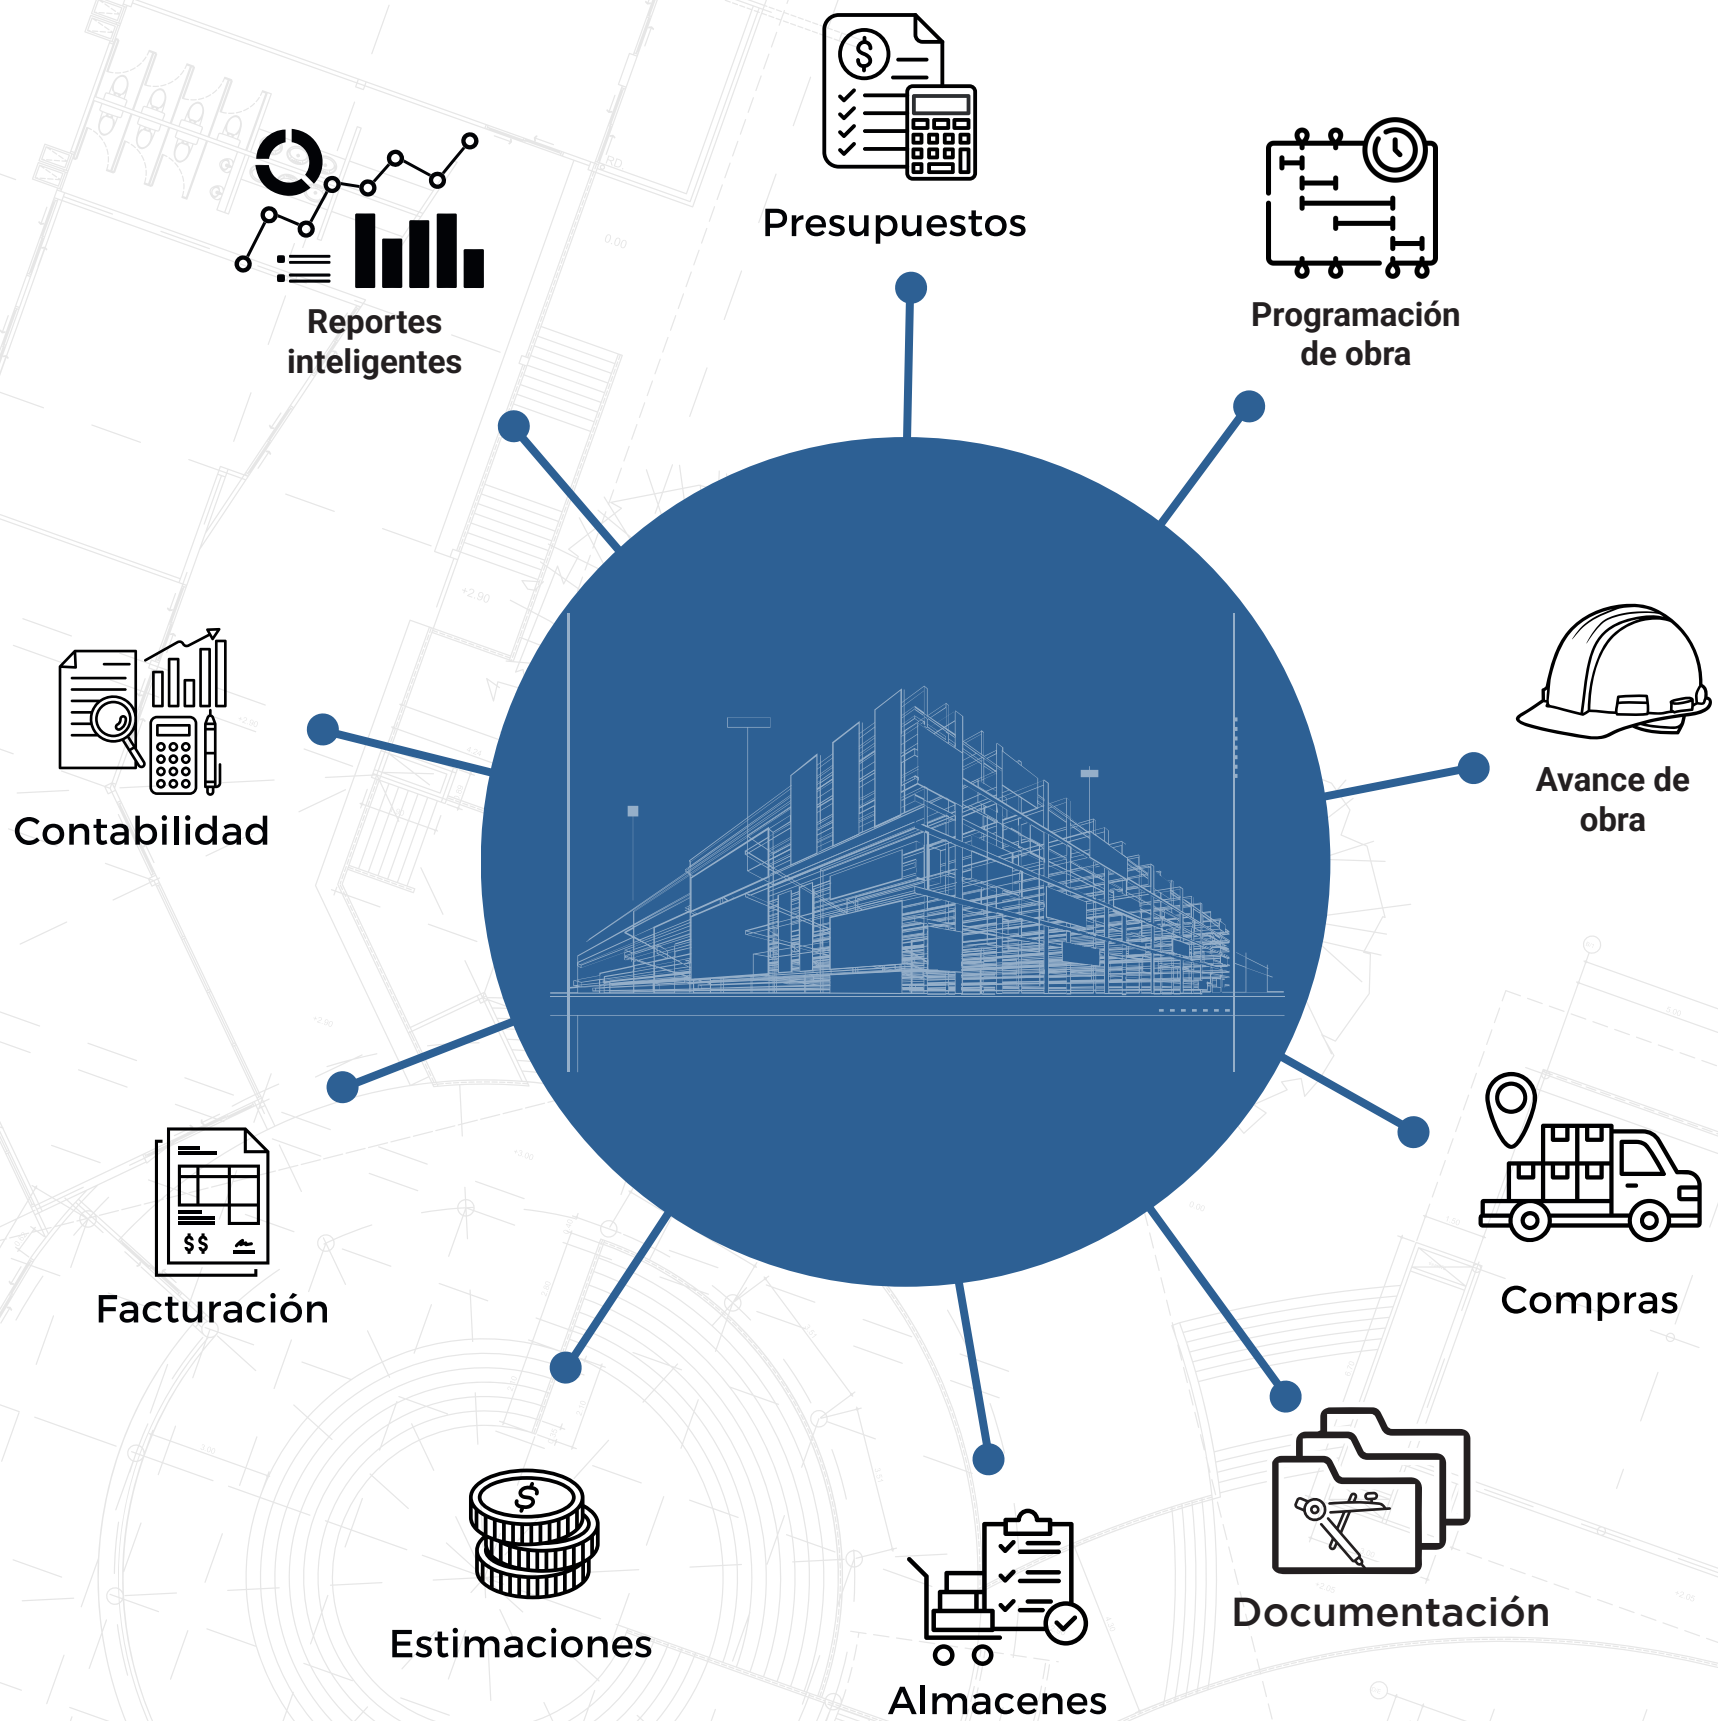 Presupuestos
Programación
de obra
Reportes
inteligentes
Avance de
obra
Contabilidad
Compras
Facturación
Documentación
Estimaciones
Almacenes